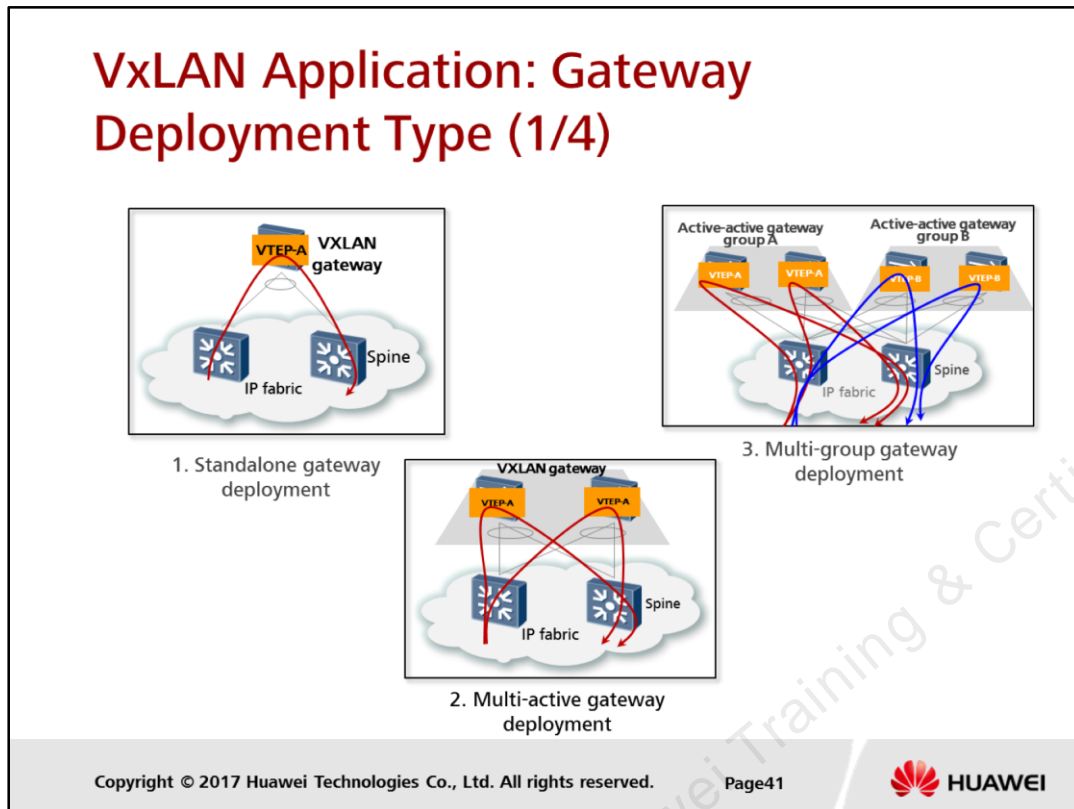 VxLAN Application: Gateway
Deployment Type (1/4)
VTEP-A
VXLAN
gateway
Spine
IP fabric
1. Standalone gateway
deployment
VXLAN gateway
VTEP-A
VTEP-A
Spine
IP fabric
2. Multi-active gateway
deployment
Active-active gateway
group A
Active-active gateway
group B
VTEP-A
VTEP-A
VTEP-B
VTEP-B
Spine
IP fabric
3. Multi-group gateway
deployment
Training & Certi
Copyright © 2017 Huawei Technologies Co., Ltd. All rights reserved.
Page41
HUAWEI